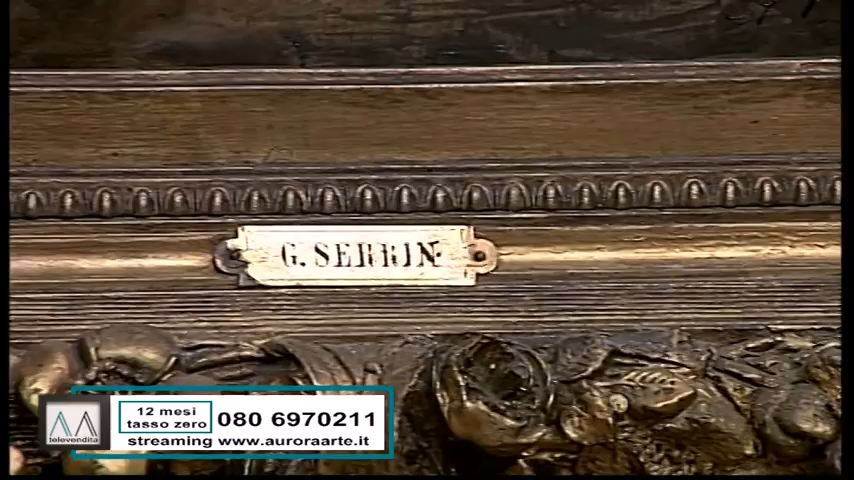 G. SERRIN
12 mesi
tasso zero
080 6970211
streaming www.auroraarte.it
televendita